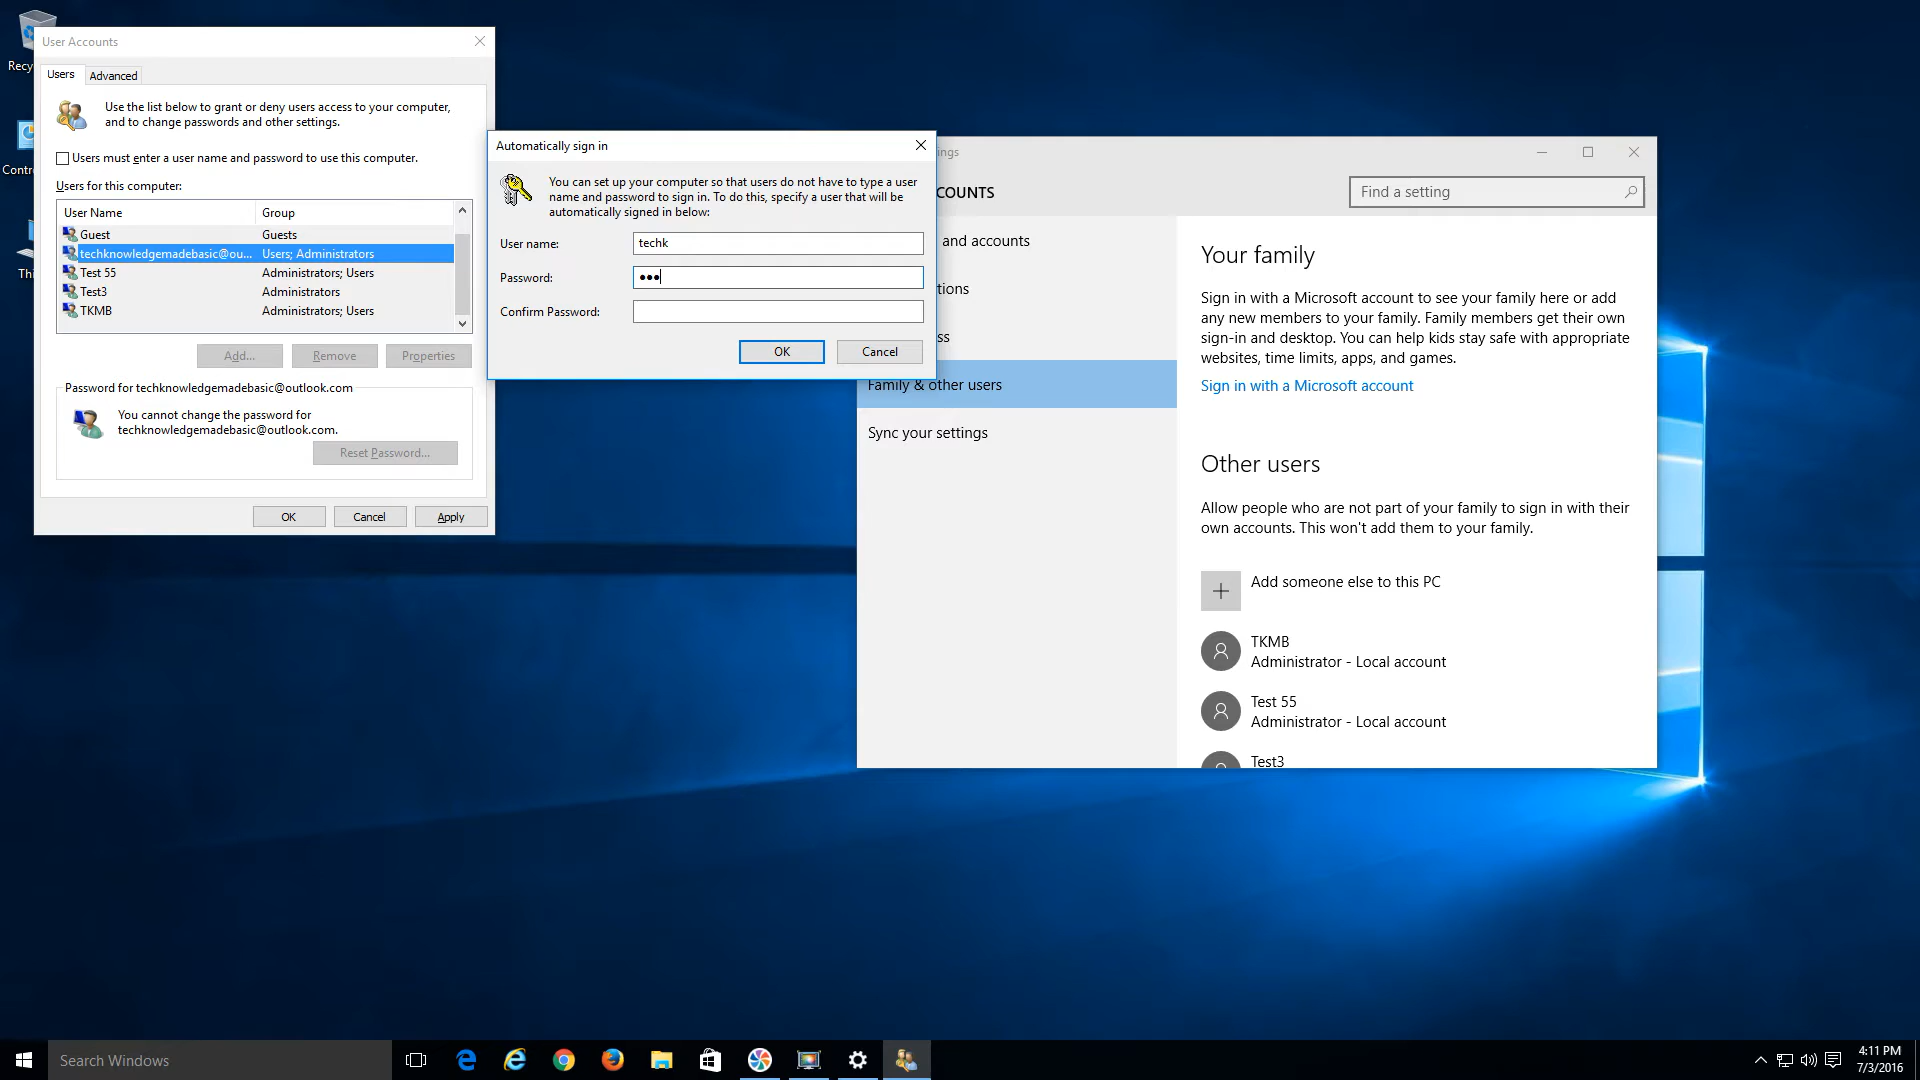 Recy
Contro
Thi
User Accounts
Users
Advanced
Use the list below to grant or deny users access to your computer,
and to change passwords and other settings.
Users must enter a user name and password to use this computer.
Users for this computer:
User Name
Group
Guest
Guests
techknowledgemadebasic@ou...
Users; Administrators
Test 55
Administrators; Users
Test3
Administrators
TKMB
Administrators; Users
Add...
Remove
Properties
Password for techknowledgemadebasic@outlook.com
You cannot change the password for
techknowledgemadebasic@outlook.com.
Reset Password...
OK
Cancel
Apply
Automatically sign in
You can set up your computer so that users do not have to type a user
name and password to sign in. To do this, specify a user that will be
automatically signed in below:
User name:
techk
Password:
●●●
Confirm Password:
OK
Cancel
ngs
COUNTS
Find a setting
and accounts
tions
ss
Family & other users
Sync your settings
Your family
Sign in with a Microsoft account to see your family here or add
any new members to your family. Family members get their own
sign-in and desktop. You can help kids stay safe with appropriate
websites, time limits, apps, and games.
Sign in with a Microsoft account
Other users
Allow people who are not part of your family to sign in with their
own accounts. This won't add them to your family.
Add someone else to this PC
TKMB
Administrator - Local account
Test 55
Administrator - Local account
Test3
Search Windows
4:11 PM
7/3/2016